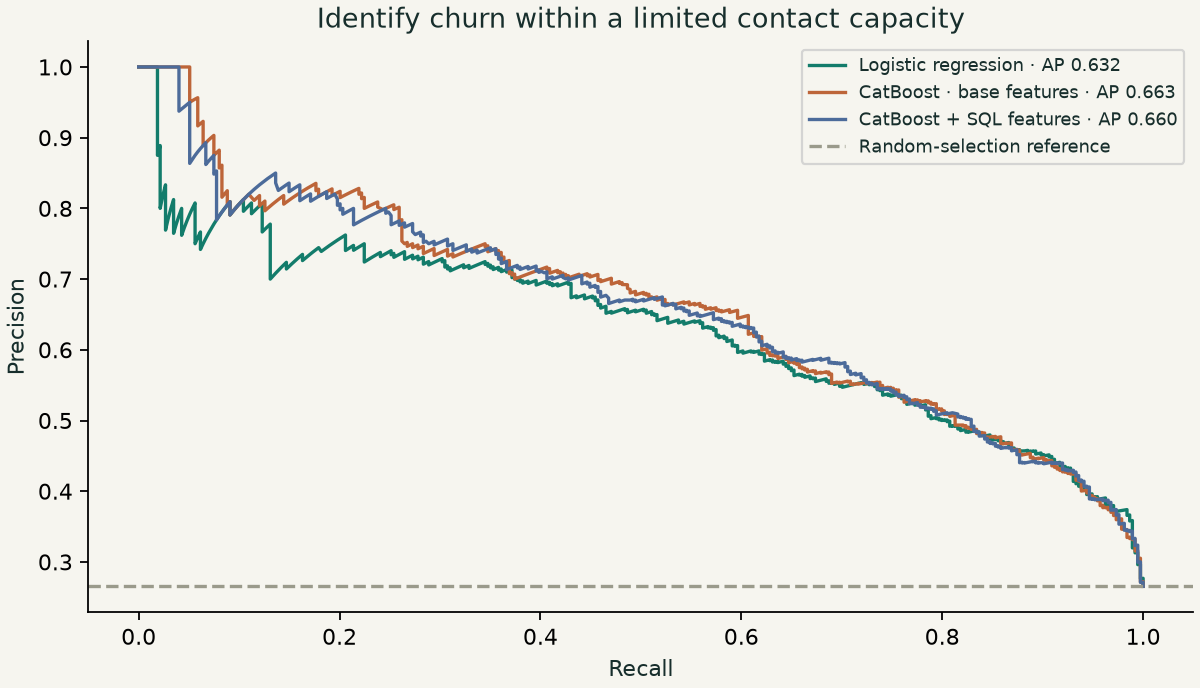 Identify churn within a limited contact capacity
Logistic regression · AP 0.632
CatBoost · base features · AP 0.663
CatBoost + SQL features · AP 0.660
Random-selection reference
Precision
1.0
0.9
0.8
0.7
0.6
0.5
0.4
0.3
0.0 0.2 0.4 0.6 0.8 1.0
Recall